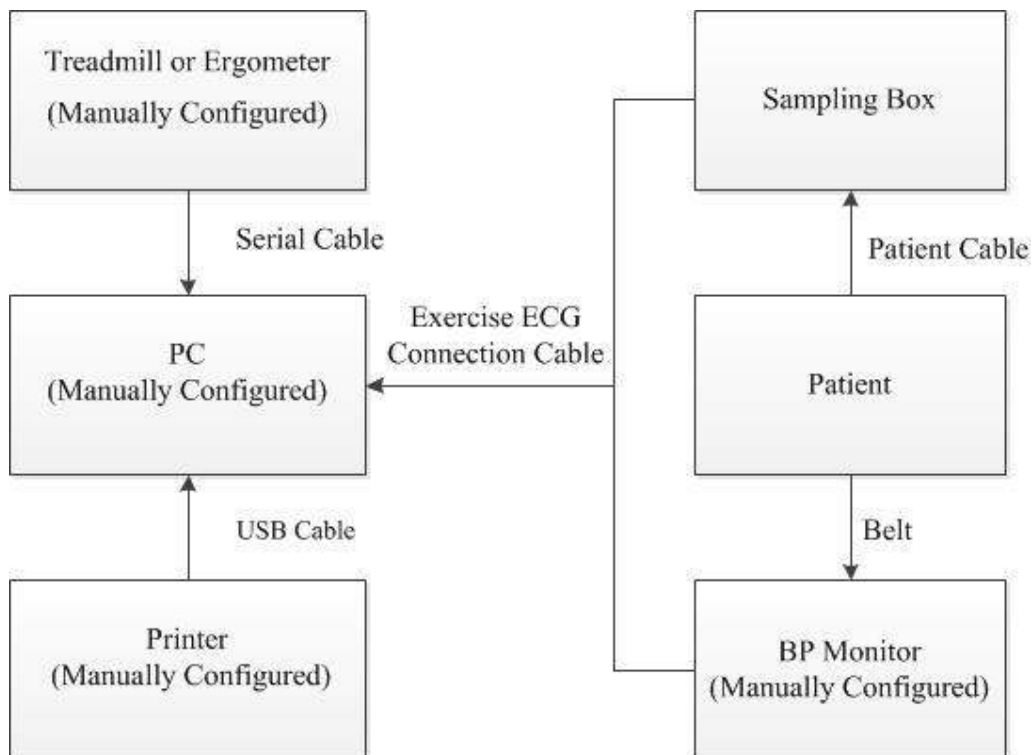 Treadmill or Ergometer
(Manually Configured)
Sampling Box
Serial Cable
Patient Cable
Exercise ECG
Connection Cable
PC
(Manually Configured)
Patient
USB Cable
Belt
Printer
(Manually Configured)
BP Monitor
(Manually Configured)